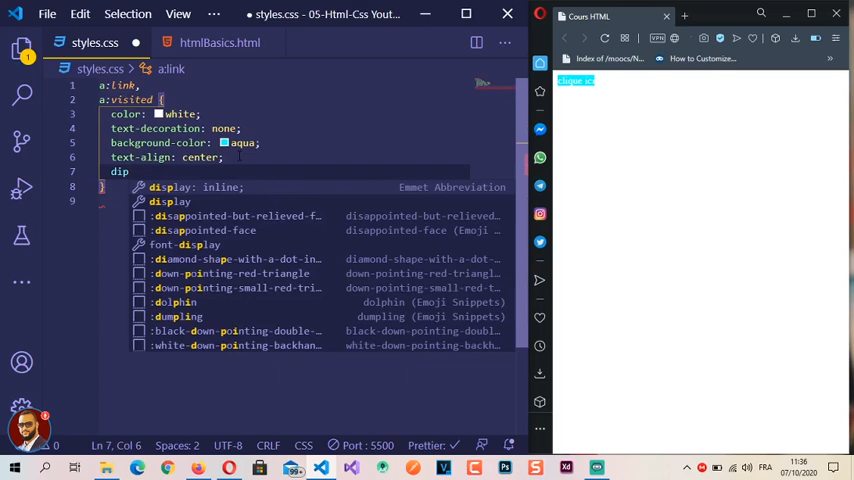 File Edit Selection View ··· ● styles.css - 05-Html-Css Yout...
styles.css ● htmlBasics.html
styles.css > a:link
1 a:link,
2 a:visited {
3 color: white;
4 text-decoration: none;
5 background-color: aqua;
6 text-align: center;
7 dip
8 }
9
display: inline; Emmet Abbreviation
display
:disappointed-but-relieved-f... disappointed-but-relieved...
:disappointed-face disappointed-face (Emoji ...
font-display
:diamond-shape-with-a-dot-in... diamond-shape-with-a-dot-...
:down-pointing-red-triangle down-pointing-red-triangl...
:down-pointing-small-red-tri... down-pointing-small-red-t...
:dolphin dolphin (Emoji Snippets)
:dumpling dumpling (Emoji Snippets)
:black-down-pointing-double-... black-down-pointing-doubl...
:white-down-pointing-backhan... white-down-pointing-backh...
1
0 Ln 7, Col 6 Spaces: 2 UTF-8 CRLF CSS Port : 5500 Prettier: ✓
Cours HTML
VPN
Index of /moocs/Newb... How to Customize...
clique ici
99+ Ps S Xd FRA 11:36
07/10/2020